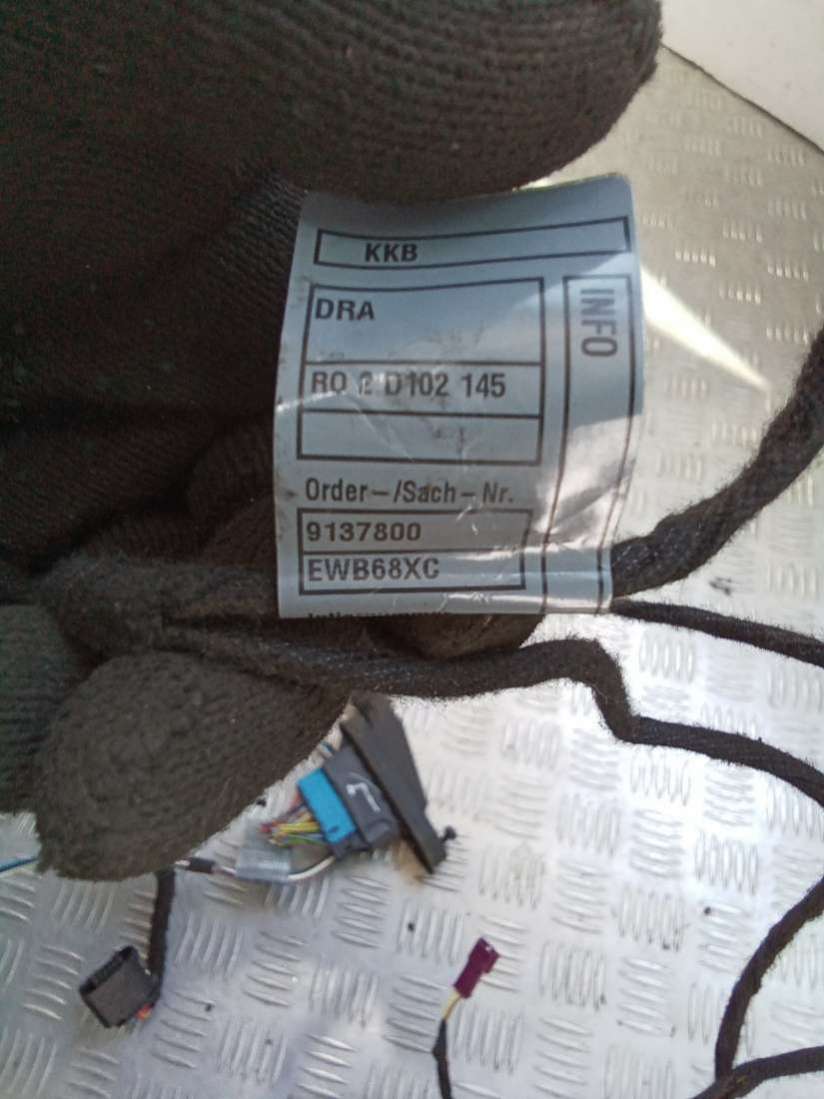 KKB
DRA
INFO
RO 2 D102 145
Order-/Sach-Nr.
9137800
EWB68XC